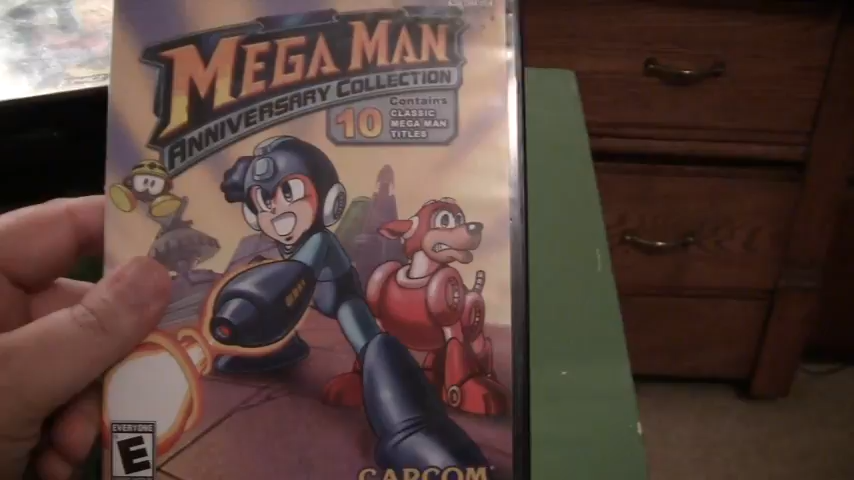 MEGA MAN
ANNIVERSARY COLLECTION
Contains
10 CLASSIC
MEGA MAN
TITLES
EVERYONE
E
CAPCOM